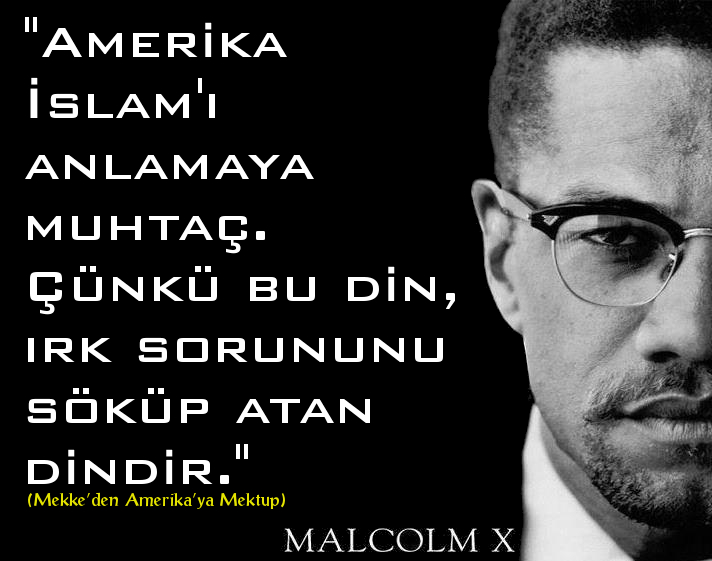 "Amerika
İslam'ı
anlamaya
muhtaç.
Çünkü bu din,
ırk sorununu
söküp atan
dindir."
(Mekke'den Amerika'ya Mektup)
MALCOLM X